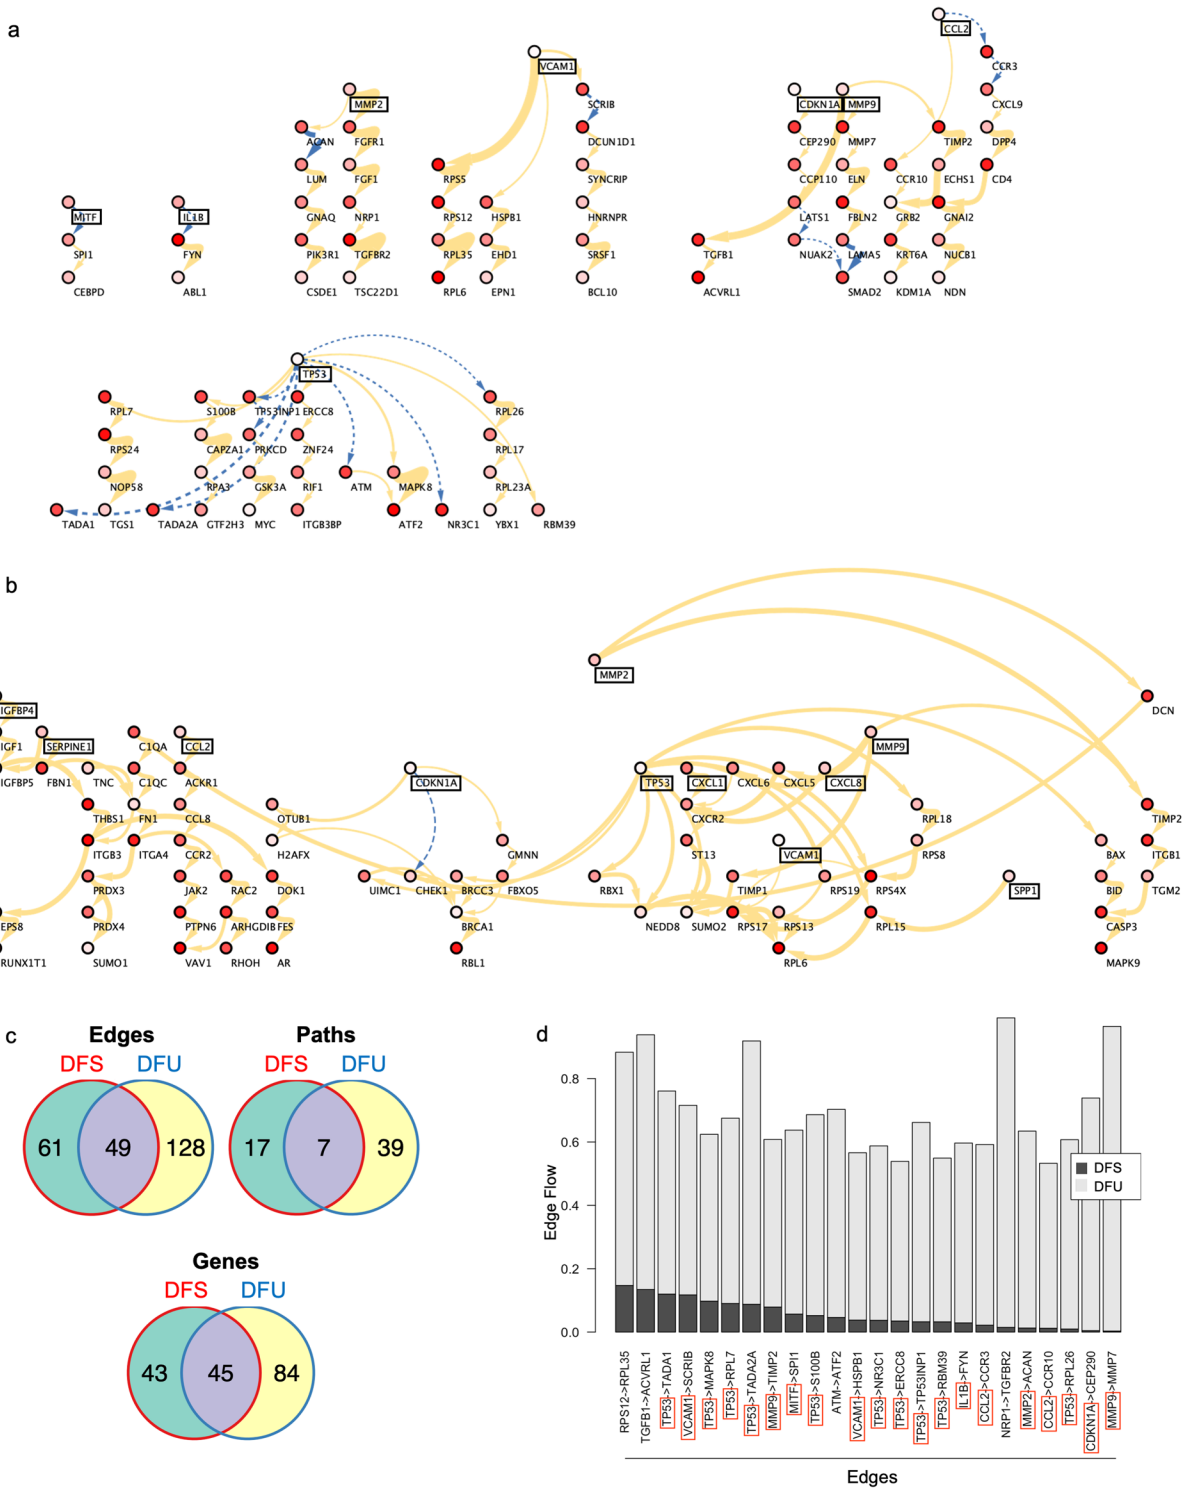 a
CCL2
VCAM1
CCR3
MMP2
SCRIB
CDKN1A
MMP9
CXCL9
ACAN
FGFR1
DCUN1D1
CEP290
MMP7
TIMP2
DPP4
LUM
FGF1
RPS5
SYNCRIP
CCP110
ELN
CCR10
ECHS1
CD4
MITF
IL1B
GNAQ
NRP1
RPS12
HSPB1
HNRNPR
LATS1
FBLN2
GRB2
GNAI2
SPI1
FYN
PIK3R1
TGFBR2
RPL35
EHD1
SRSF1
TGFB1
NUAK2
LAMA5
KRT6A
NUCB1
CEBPD
ABL1
CSDE1
TSC22D1
RPL6
EPN1
BCL10
ACVRL1
SMAD2
KDM1A
NDN
TP53
RPL7
S100B
TP53INP1
ERCC8
RPL26
RPS24
CAPZA1
PRKCD
ZNF24
RPL17
NOP58
RPA3
GSK3A
RIF1
ATM
MAPK8
RPL23A
TADA1
TGS1
TADA2A
GTF2H3
MYC
ITGB3BP
ATF2
NR3C1
YBX1
RBM39
b
MMP2
IGFBP4
DCN
IGF1
SERPINE1
C1QA
CCL2
MMP9
IGFBP5
FBN1
TNC
C1QC
ACKR1
CDKN1A
TP53
CXCL1
CXCL6
CXCL5
CXCL8
THBS1
FN1
CCL8
OTUB1
CXCR2
RPL18
TIMP2
ITGB3
ITGA4
CCR2
H2AFX
GMNN
ST13
VCAM1
RPS8
BAX
ITGB1
PRDX3
JAK2
RAC2
DOK1
UIMC1
CHEK1
BRCC3
FBXO5
RBX1
TIMP1
RPS19
RPS4X
SPP1
BID
TGM2
EPS8
PRDX4
PTPN6
ARHGDIB
FES
BRCA1
NEDD8
SUMO2
RPS17
RPS13
RPL15
CASP3
RUNX1T1
SUMO1
VAV1
RHOH
AR
RBL1
RPL6
MAPK9
c
Edges
DFS
DFU
61
49
128
Paths
DFS
DFU
17
7
39
Genes
DFS
DFU
43
45
84
d
Edge Flow
0.8
0.6
0.4
0.2
0.0
DFS
DFU
RPS12->RPL35
TGFB1->ACVRL1
TP53->TADA1
VCAM1->SCRIB
TP53->MAPK8
TP53->RPL7
TP53->TADA2A
MMP9->TIMP2
MITF->SPI1
TP53->S100B
ATM->ATF2
VCAM1->HSPB1
TP53->NR3C1
TP53->ERCC8
TP53->TP53INP1
TP53->RBM39
IL1B->FYN
CCL2->CCR3
NRP1->TGFBR2
MMP2->ACAN
CCL2->CCR10
TP53->RPL26
CDKN1A->CEP290
MMP9->MMP7
Edges